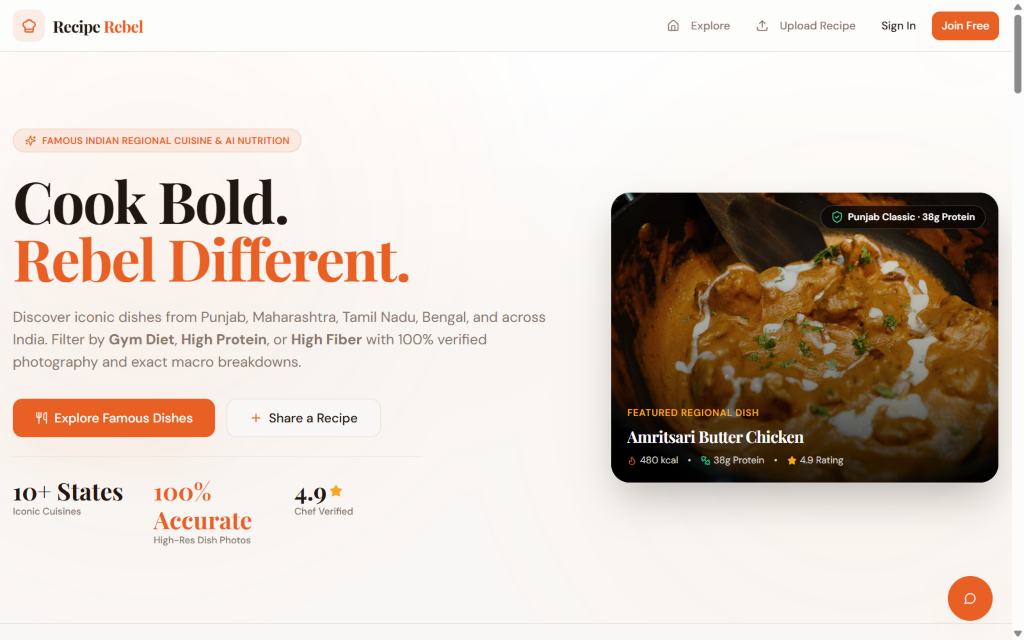 Recipe Rebel
Explore
Upload Recipe
Sign In
Join Free
FAMOUS INDIAN REGIONAL CUISINE & AI NUTRITION
Cook Bold.
Rebel Different.
Discover iconic dishes from Punjab, Maharashtra, Tamil Nadu, Bengal, and across
India. Filter by Gym Diet, High Protein, or High Fiber with 100% verified
photography and exact macro breakdowns.
Explore Famous Dishes
+ Share a Recipe
10+ States
Iconic Cuisines
100%
Accurate
High-Res Dish Photos
4.9
Chef Verified
Punjab Classic · 38g Protein
FEATURED REGIONAL DISH
Amritsari Butter Chicken
480 kcal • 38g Protein • 4.9 Rating